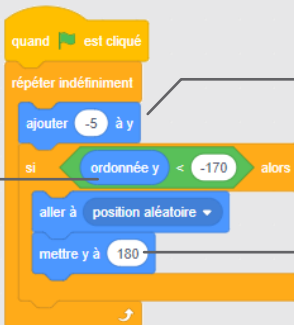 quand est cliqué
répéter indéfiniment
ajouter -5 à y
si ordonnée y < -170 alors
aller à position aléatoire
mettre y à 180